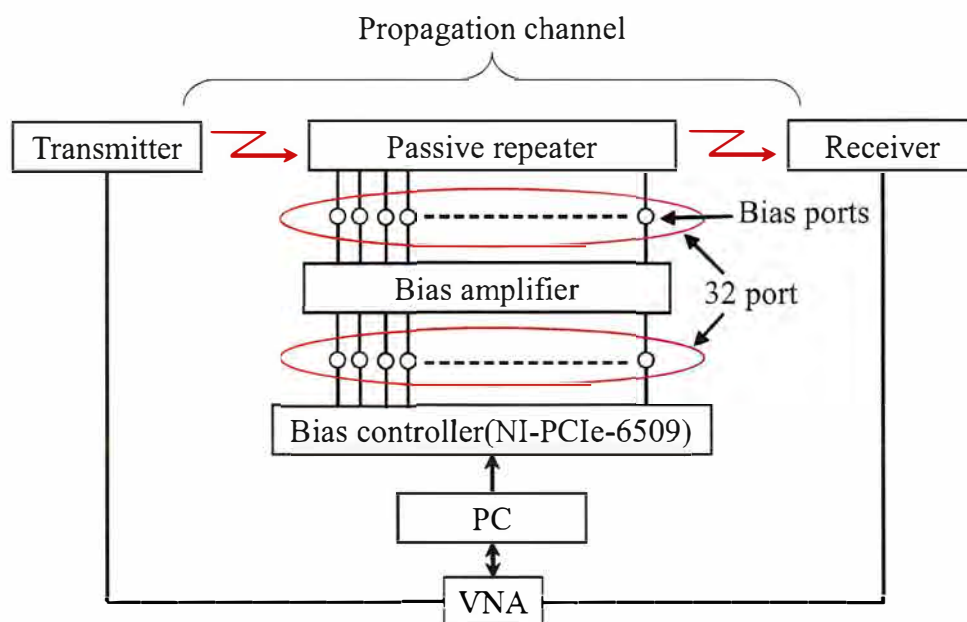 Propagation channel
Transmitter
Passive repeater
Receiver
Bias ports
Bias amplifier
32 port
Bias controller(NI-PCIe-6509)
PC
VNA